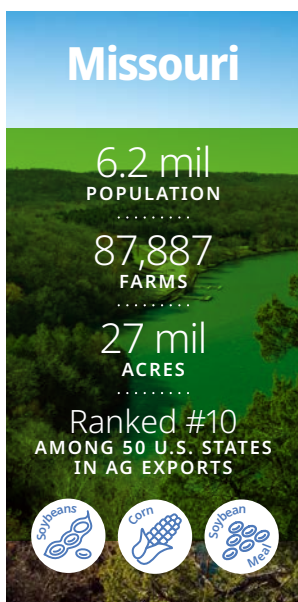 Missouri
6.2 mil
POPULATION
87,887
FARMS
27 mil
ACRES
Ranked #10
AMONG 50 U.S. STATES
IN AG EXPORTS
Soybeans
Corn
Soybean
Meal